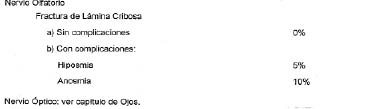 Nervio Olfatorio
Fractura de Lámina Cribosa
a) Sin complicaciones 0%
b) Con complicaciones:
Hiposmia 5%
Anosmia 10%
Nervio Óptico: ver capítulo de Ojos.